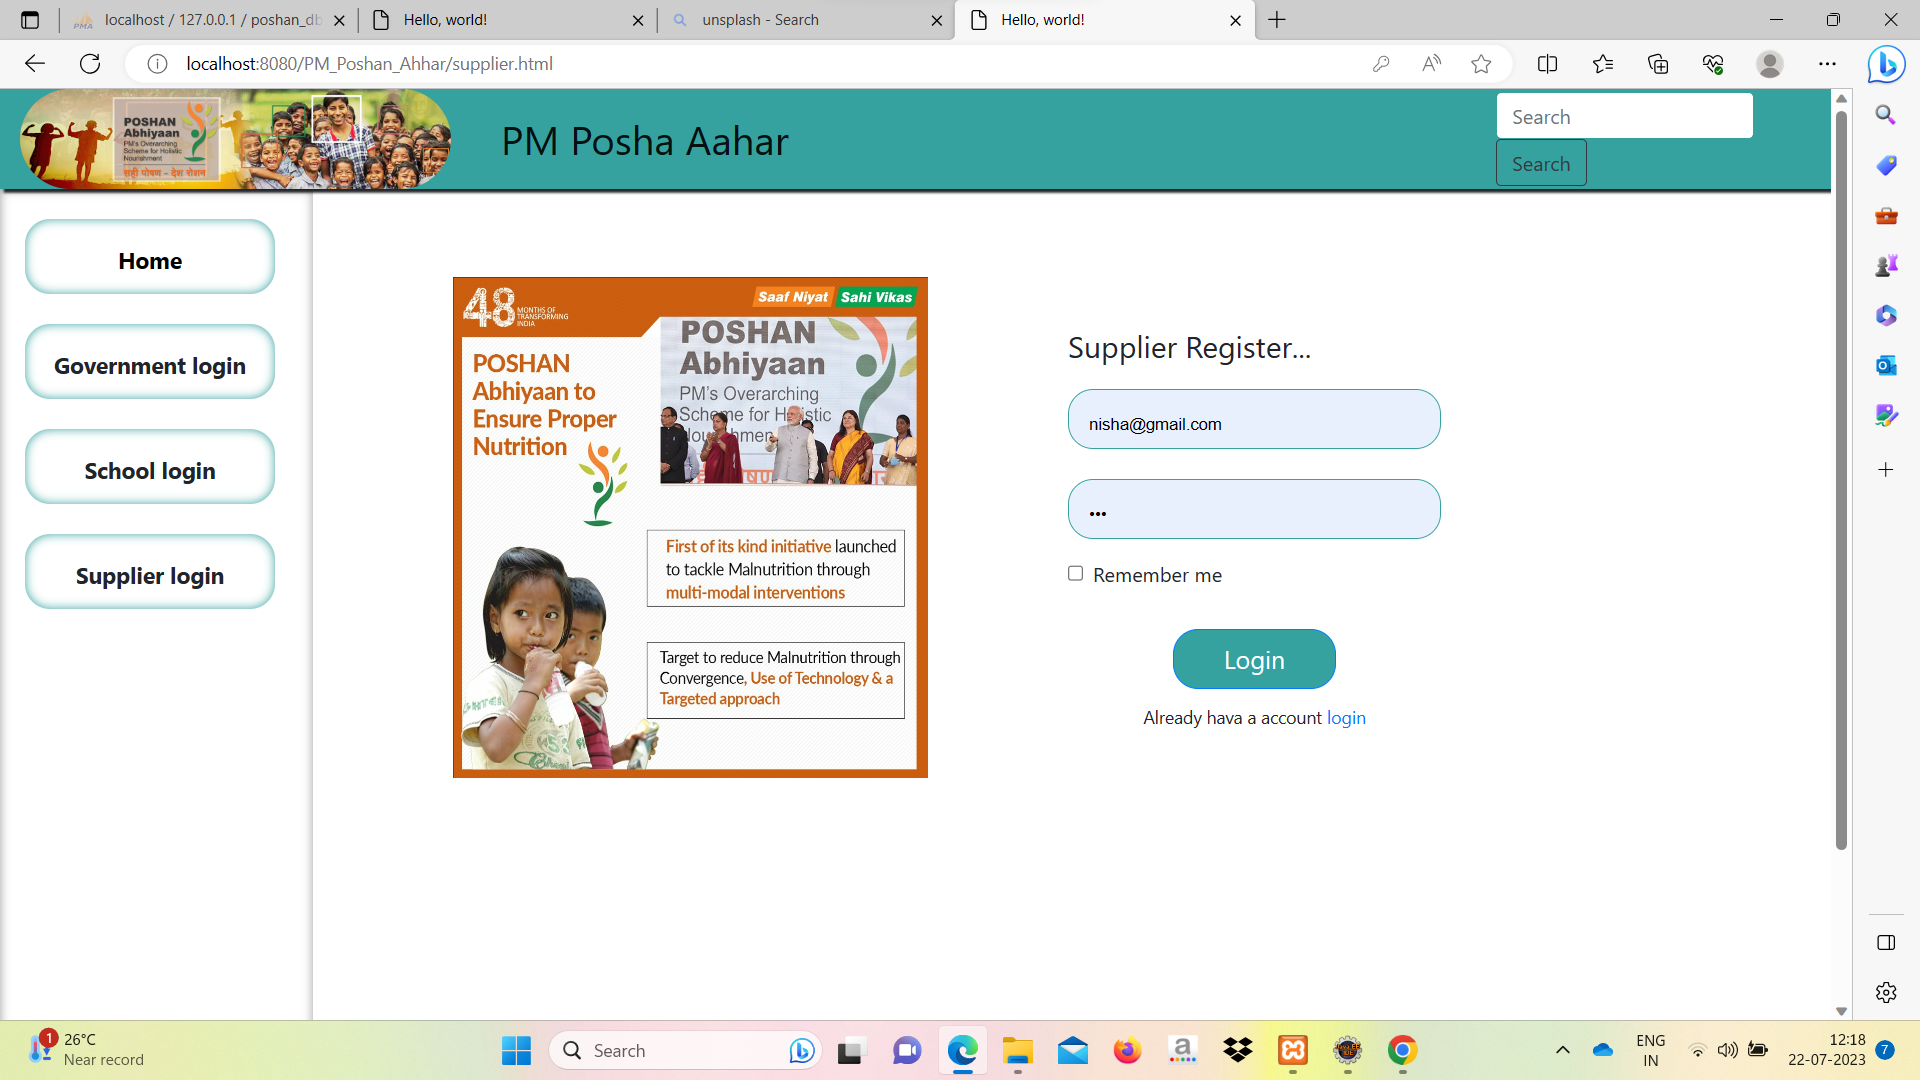 localhost / 127.0.0.1 / poshan_db
Hello, world!
unsplash - Search
Hello, world!
localhost:8080/PM_Poshan_Ahhar/supplier.html
POSHAN
Abhiyaan
PM's Overarching
Scheme for Holistic
Nourishment
सही पोषण - देश रोशन
PM Posha Aahar
Search
Search
Home
Government login
School login
Supplier login
48
MONTHS OF
TRANSFORMING
INDIA
Saaf Niyat Sahi Vikas
POSHAN
Abhiyaan to
Ensure Proper
Nutrition
POSHAN
Abhiyaan
PM's Overarching
Scheme for Holistic
First of its kind initiative launched
to tackle Malnutrition through
multi-modal interventions
Target to reduce Malnutrition through
Convergence, Use of Technology & a
Targeted approach
Supplier Register...
nisha@gmail.com
•••
Remember me
Login
Already hava a account login
1
26°C
Near record
Search
ENG
IN
12:18
22-07-2023
7